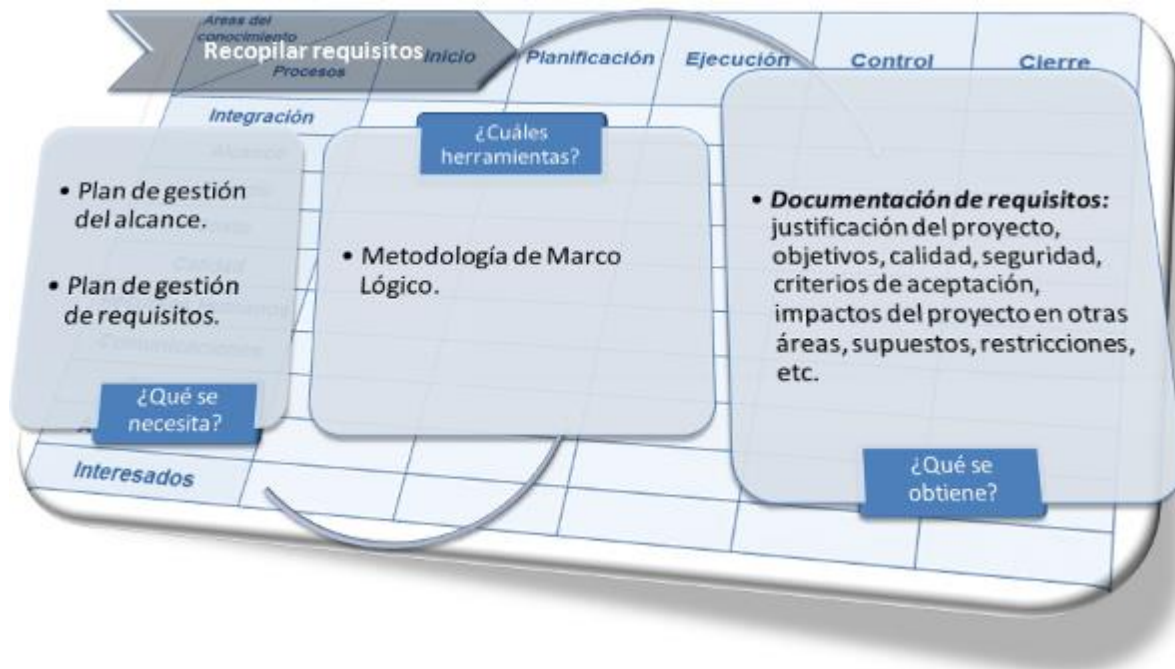 Áreas del
conocimiento
Procesos
Recopilar requisitos
Inicio
Planificación
Ejecución
Control
Cierre
Integración
Alcance
¿Cuáles
herramientas?
• Plan de gestión
del alcance.
• Plan de gestión
de requisitos.
Comunicaciones
¿Qué se
necesita?
• Metodología de Marco
Lógico.
• Documentación de requisitos:
justificación del proyecto,
objetivos, calidad, seguridad,
criterios de aceptación,
impactos del proyecto en otras
áreas, supuestos, restricciones,
etc.
¿Qué se
obtiene?
Interesados